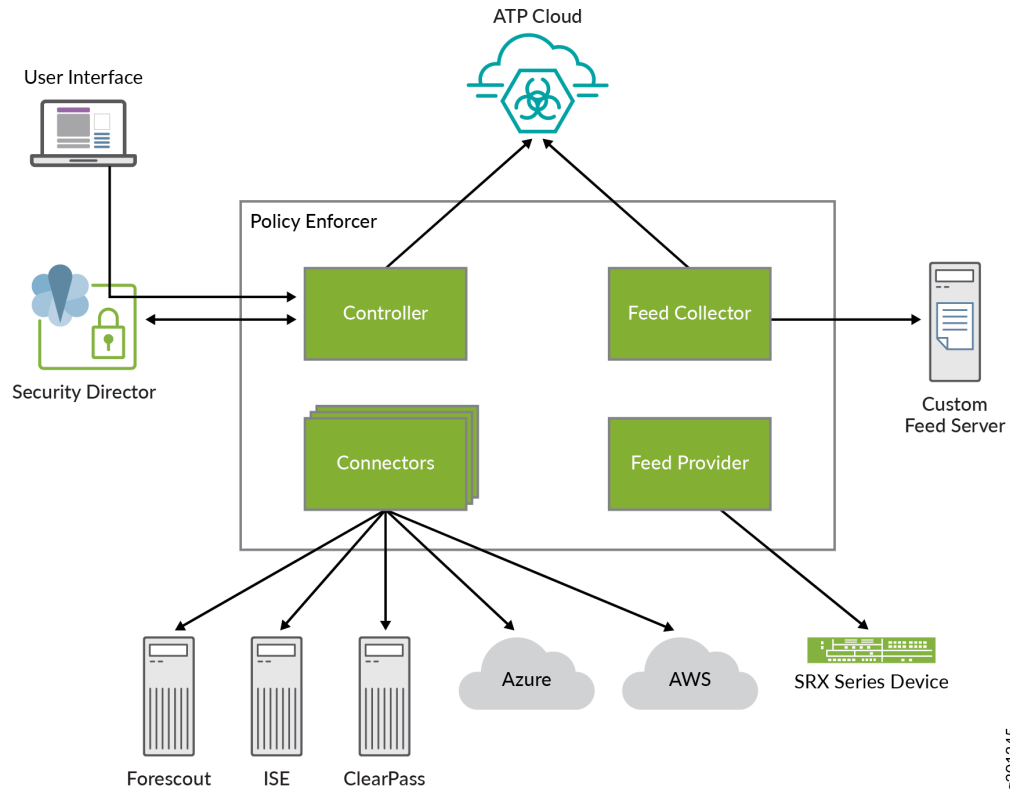 ATP Cloud
User Interface
Policy Enforcer
Controller
Feed Collector
Security Director
Custom
Feed Server
Connectors
Feed Provider
Azure
AWS
SRX Series Device
Forescout
ISE
ClearPass